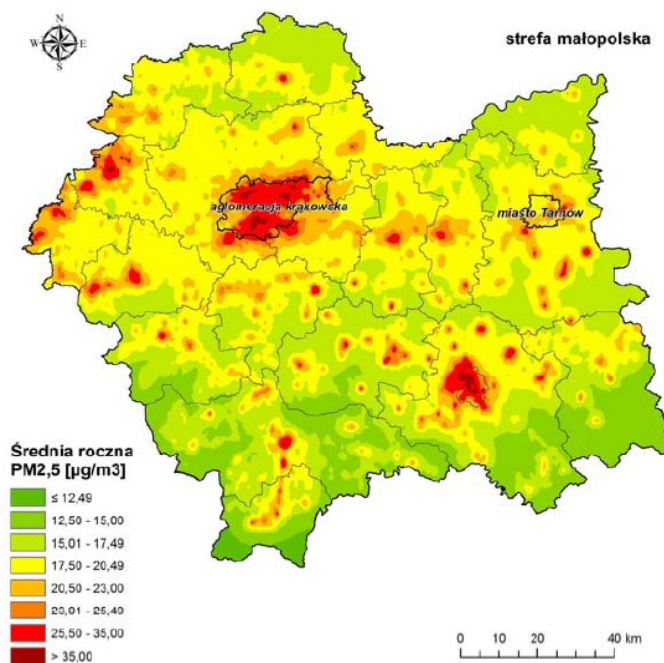 N
W E
S
strefa małopolska
aglomeracja krakowska
miasto Tarnów
Średnia roczna
PM2,5 [µg/m3]
≤ 12,49
12,50 - 15,00
15,01 - 17,49
17,50 - 20,49
20,50 - 23,00
25,50 - 35,00
> 35,00
0 10 20 40 km